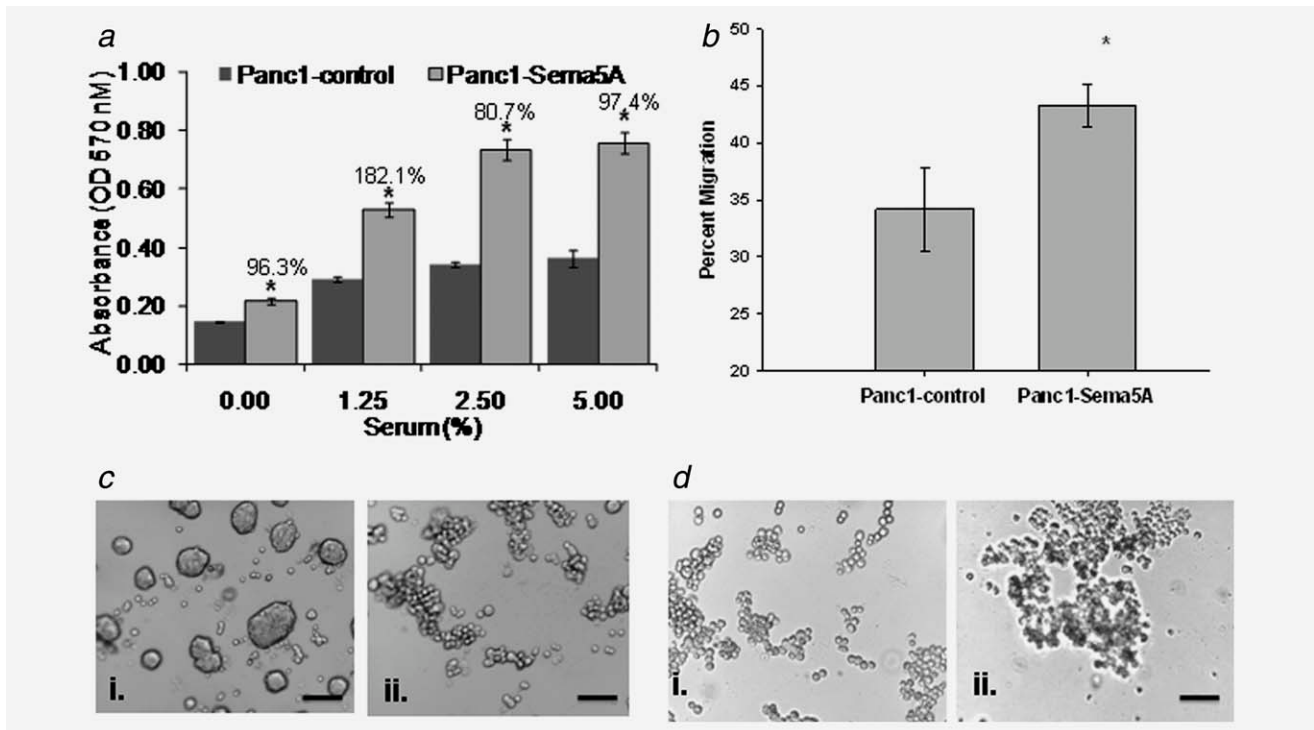 a
Panc1-control Panc1-Sema5A
Absorbance (OD 570 nM)
1.00
0.80
0.60
0.40
0.20
0.00
96.3%
*
182.1%
*
80.7%
*
97.4%
*
0.00 1.25 2.50 5.00
Serum(%)
b
*
Percent Migration
50
45
40
35
30
25
20
Panc1-control Panc1-Sema5A
c
i.
ii.
d
i.
ii.